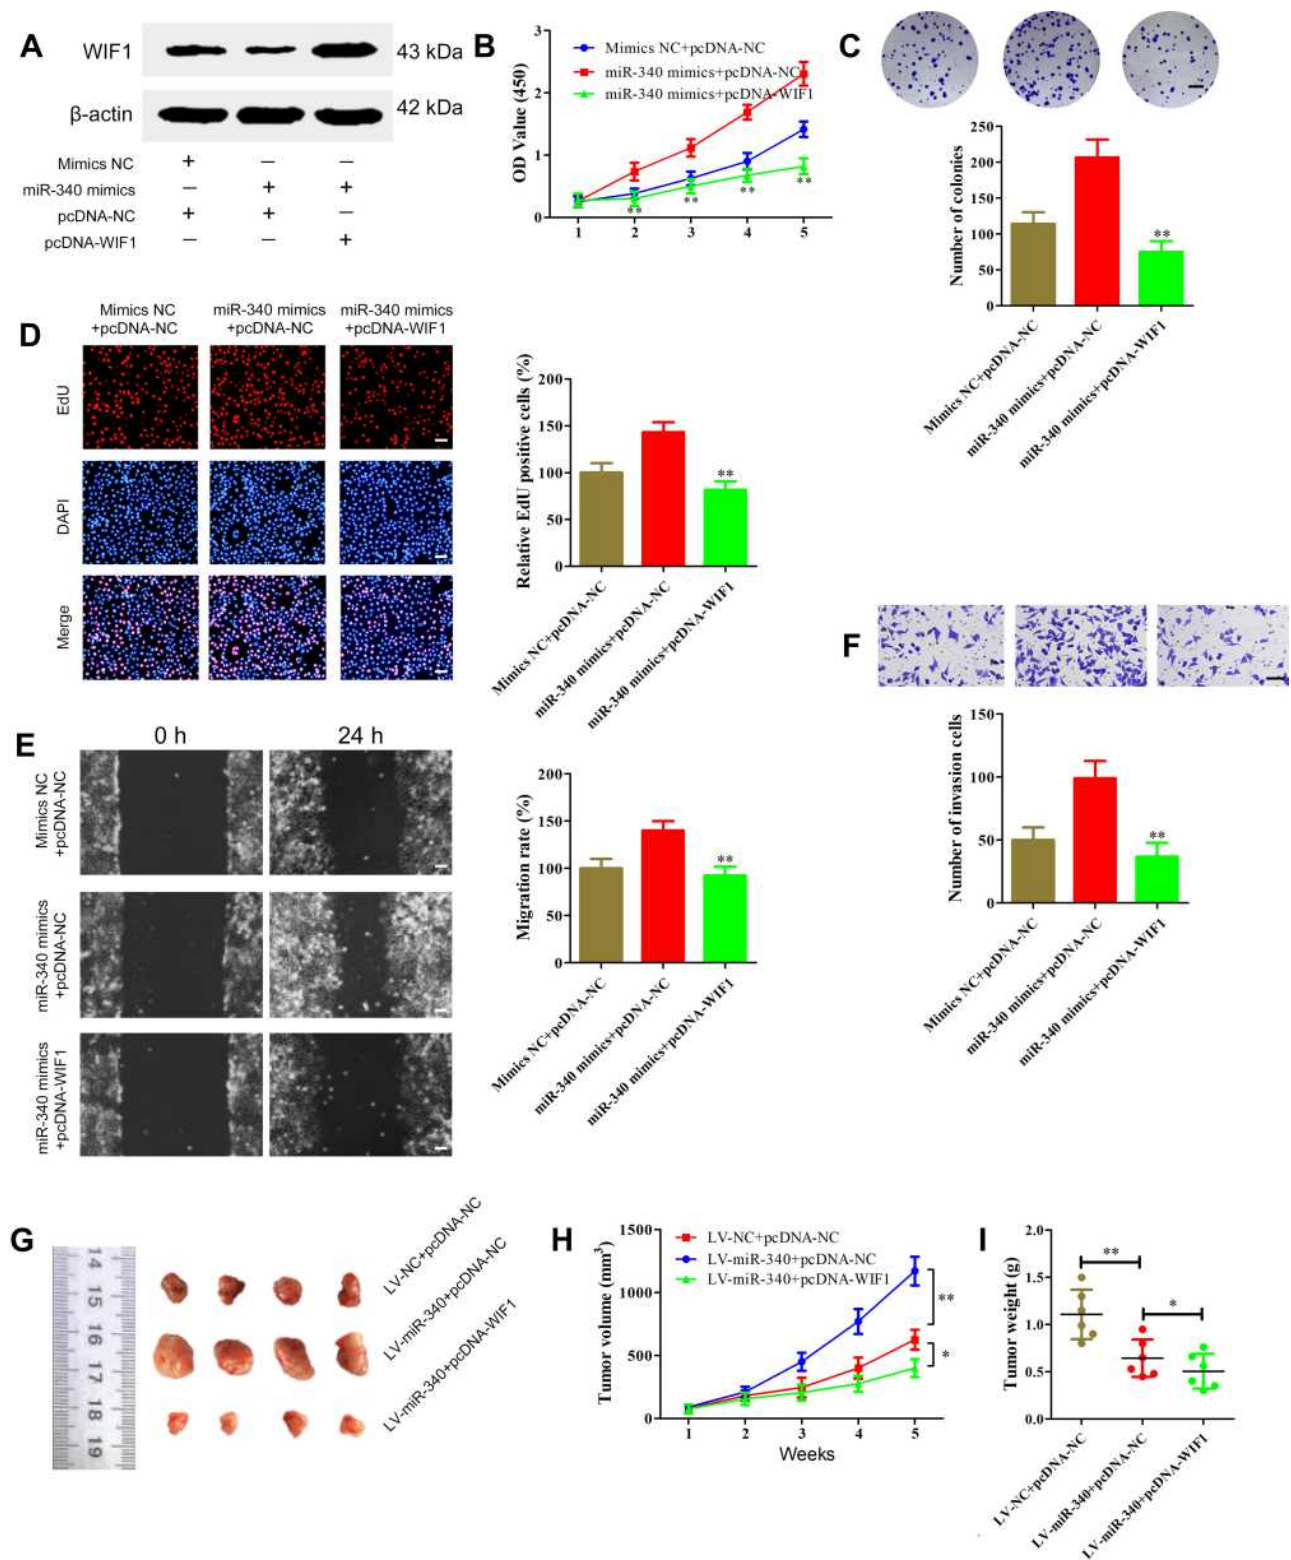 A
WIF1
43 kDa
β-actin
42 kDa
Mimics NC + — —
miR-340 mimics — + +
pcDNA-NC + + —
pcDNA-WIF1 — — +
B
3
2
1
0
OD Value (450)
Mimics NC+pcDNA-NC
miR-340 mimics+pcDNA-NC
miR-340 mimics+pcDNA-WIF1
** ** ** **
1 2 3 4 5
C
250
200
150
100
50
0
Number of colonies
**
Mimics NC+pcDNA-NC
miR-340 mimics+pcDNA-NC
miR-340 mimics+pcDNA-WIF1
D
Mimics NC
+pcDNA-NC
miR-340 mimics
+pcDNA-NC
miR-340 mimics
+pcDNA-WIF1
EdU
DAPI
Merge
200
150
100
50
0
Relative EdU positive cells (%)
**
Mimics NC+pcDNA-NC
miR-340 mimics+pcDNA-NC
miR-340 mimics+pcDNA-WIF1
E
0 h
24 h
Mimics NC
+pcDNA-NC
miR-340 mimics
+pcDNA-NC
miR-340 mimics
+pcDNA-WIF1
200
150
100
50
0
Migration rate (%)
**
Mimics NC+pcDNA-NC
miR-340 mimics+pcDNA-NC
miR-340 mimics+pcDNA-WIF1
F
150
100
50
0
Number of invasion cells
**
Mimics NC+pcDNA-NC
miR-340 mimics+pcDNA-NC
miR-340 mimics+pcDNA-WIF1
G
14
15
16
17
18
19
LV-NC+pcDNA-NC
LV-miR-340+pcDNA-NC
LV-miR-340+pcDNA-WIF1
H
1500
1000
500
0
Tumor volume (mm³)
LV-NC+pcDNA-NC
LV-miR-340+pcDNA-NC
LV-miR-340+pcDNA-WIF1
**
*
1 2 3 4 5
Weeks
I
2.0
1.5
1.0
0.5
0.0
Tumor weight (g)
**
*
LV-NC+pcDNA-NC
LV-miR-340+pcDNA-NC
LV-miR-340+pcDNA-WIF1